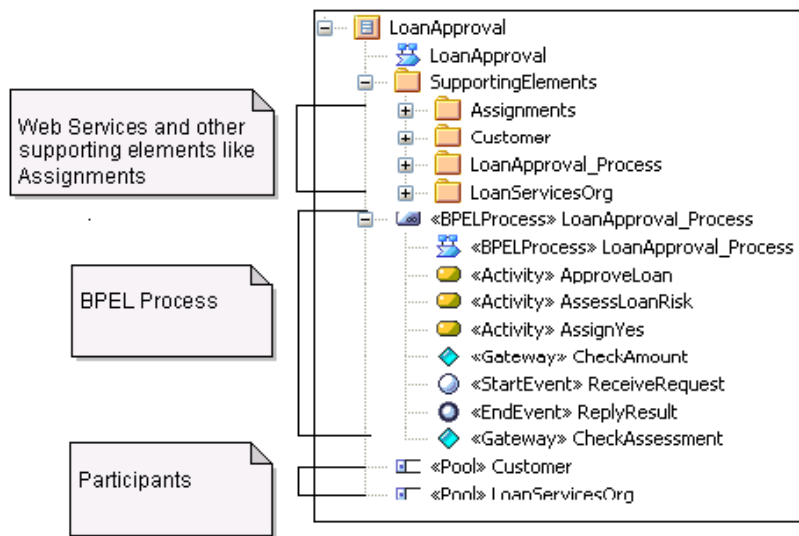 LoanApproval
LoanApproval
SupportingElements
Assignments
Customer
LoanApproval_Process
LoanServicesOrg
«BPELProcess» LoanApproval_Process
«BPELProcess» LoanApproval_Process
«Activity» ApproveLoan
«Activity» AssessLoanRisk
«Activity» AssignYes
«Gateway» CheckAmount
«StartEvent» ReceiveRequest
«EndEvent» ReplyResult
«Gateway» CheckAssessment
«Pool» Customer
«Pool» LoanServicesOrg
Web Services and other
supporting elements like
Assignments
BPEL Process
Participants